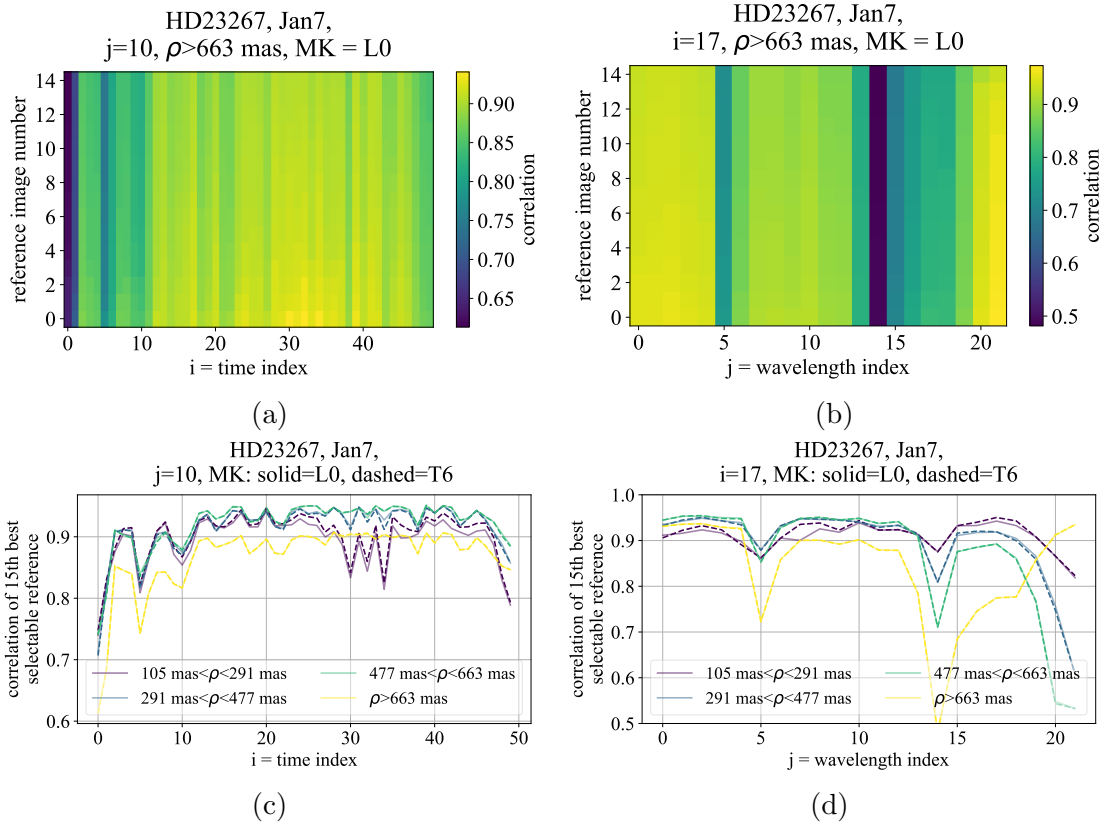 HD23267, Jan7,
j=10, ρ>663 mas, MK = L0
14
12
10
8
6
4
2
0
reference image number
0
10
20
30
40
i = time index
0.90
0.85
0.80
0.75
0.70
0.65
correlation
(a)
HD23267, Jan7,
i=17, ρ>663 mas, MK = L0
14
12
10
8
6
4
2
0
reference image number
0
5
10
15
20
j = wavelength index
0.9
0.8
0.7
0.6
0.5
correlation
(b)
HD23267, Jan7,
j=10, MK: solid=L0, dashed=T6
0.9
0.8
0.7
0.6
correlation of 15th best
selectable reference
105 mas<ρ<291 mas
291 mas<ρ<477 mas
477 mas<ρ<663 mas
ρ>663 mas
0
10
20
30
40
50
i = time index
(c)
HD23267, Jan7,
i=17, MK: solid=L0, dashed=T6
1.0
0.9
0.8
0.7
0.6
0.5
correlation of 15th best
selectable reference
105 mas<ρ<291 mas
291 mas<ρ<477 mas
477 mas<ρ<663 mas
ρ>663 mas
0
5
10
15
20
j = wavelength index
(d)